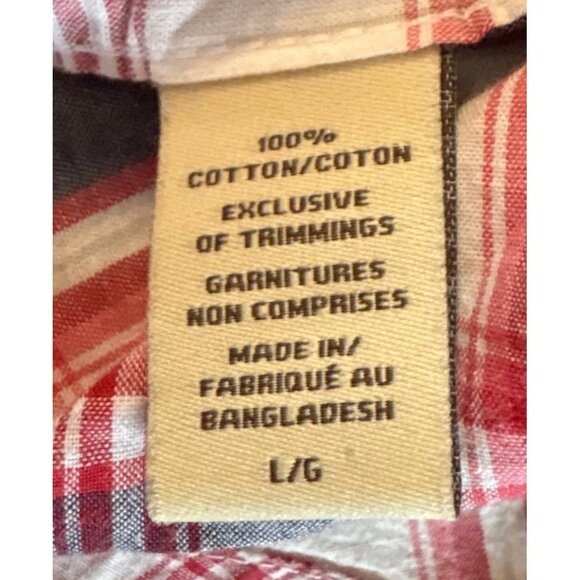 100%
COTTON/COTON
EXCLUSIVE
OF TRIMMINGS
GARNITURES
NON COMPRISES
MADE IN/
FABRIQUÉ AU
BANGLADESH
L/G